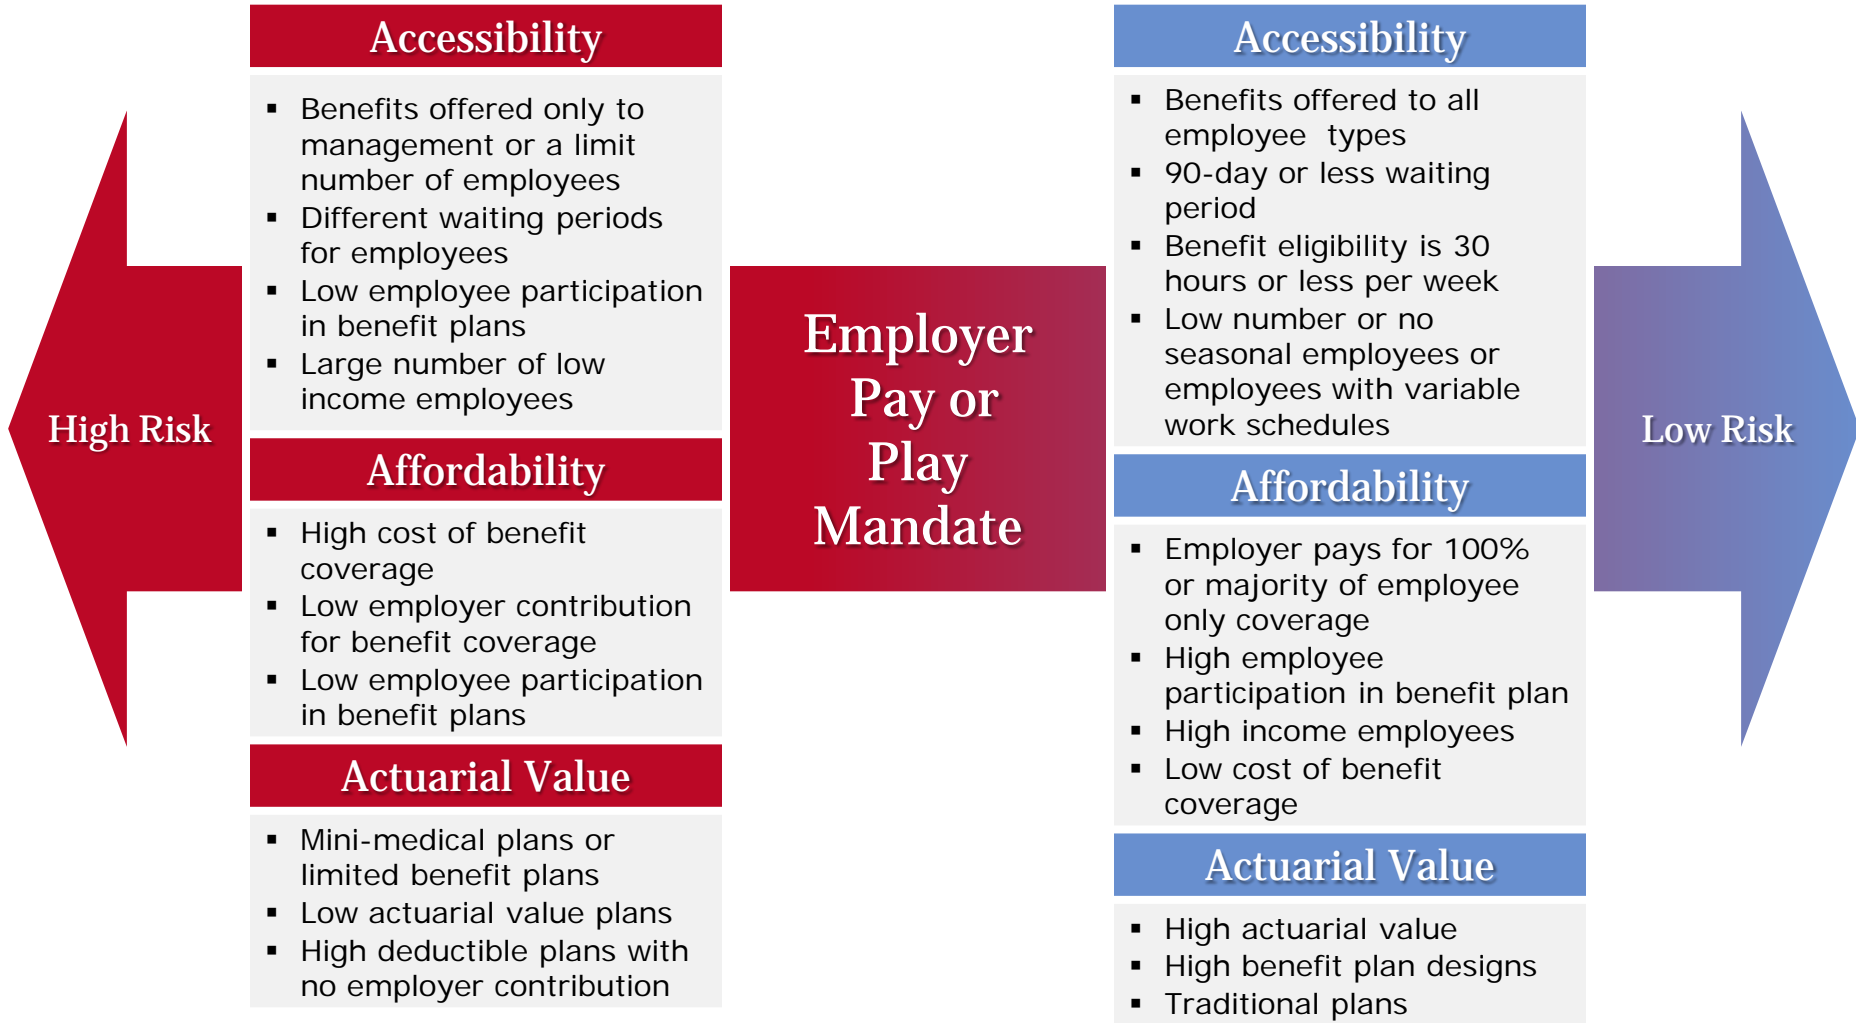 High Risk
Accessibility
▪ Benefits offered only to
management or a limit
number of employees
▪ Different waiting periods
for employees
▪ Low employee participation
in benefit plans
▪ Large number of low
income employees
Affordability
▪ High cost of benefit
coverage
▪ Low employer contribution
for benefit coverage
▪ Low employee participation
in benefit plans
Actuarial Value
▪ Mini-medical plans or
limited benefit plans
▪ Low actuarial value plans
▪ High deductible plans with
no employer contribution
Employer
Pay or
Play
Mandate
Accessibility
▪ Benefits offered to all
employee types
▪ 90-day or less waiting
period
▪ Benefit eligibility is 30
hours or less per week
▪ Low number or no
seasonal employees or
employees with variable
work schedules
Affordability
▪ Employer pays for 100%
or majority of employee
only coverage
▪ High employee
participation in benefit plan
▪ High income employees
▪ Low cost of benefit
coverage
Actuarial Value
▪ High actuarial value
▪ High benefit plan designs
▪ Traditional plans
Low Risk